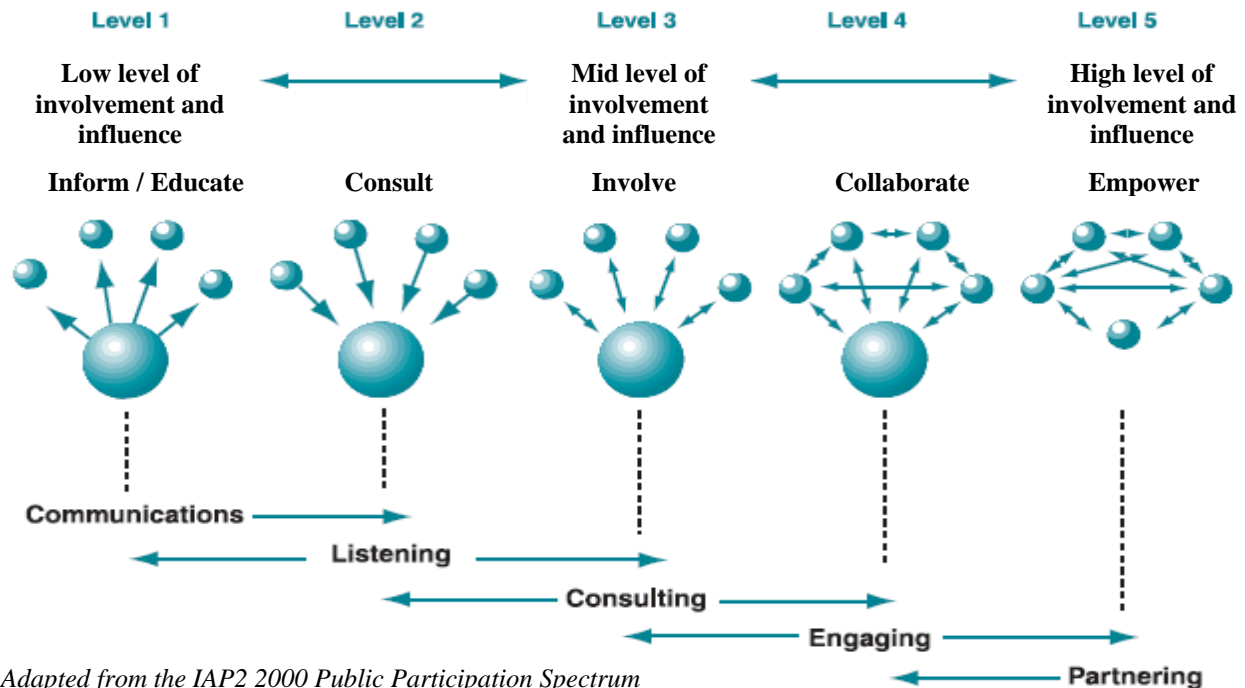 Level 1 Level 2 Level 3 Level 4 Level 5
Low level of
involvement and
influence
Mid level of
involvement
and influence
High level of
involvement and
influence
Inform / Educate Consult Involve Collaborate Empower
Communications
Listening
Consulting
Engaging
Adapted from the IAP2 2000 Public Participation Spectrum
Partnering